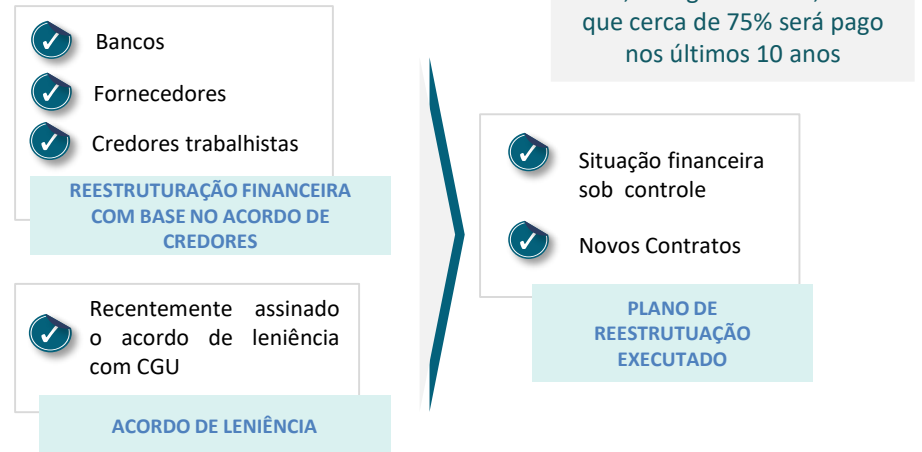 Bancos
Fornecedores
Credores trabalhistas
REESTRUTURAÇÃO FINANCEIRA
COM BASE NO ACORDO DE
CREDORES
Recentemente assinado
o acordo de leniência
com CGU
ACORDO DE LENIÊNCIA
que cerca de 75% será pago
nos últimos 10 anos
Situação financeira
sob controle
Novos Contratos
PLANO DE
REESTRUTUAÇÃO
EXECUTADO